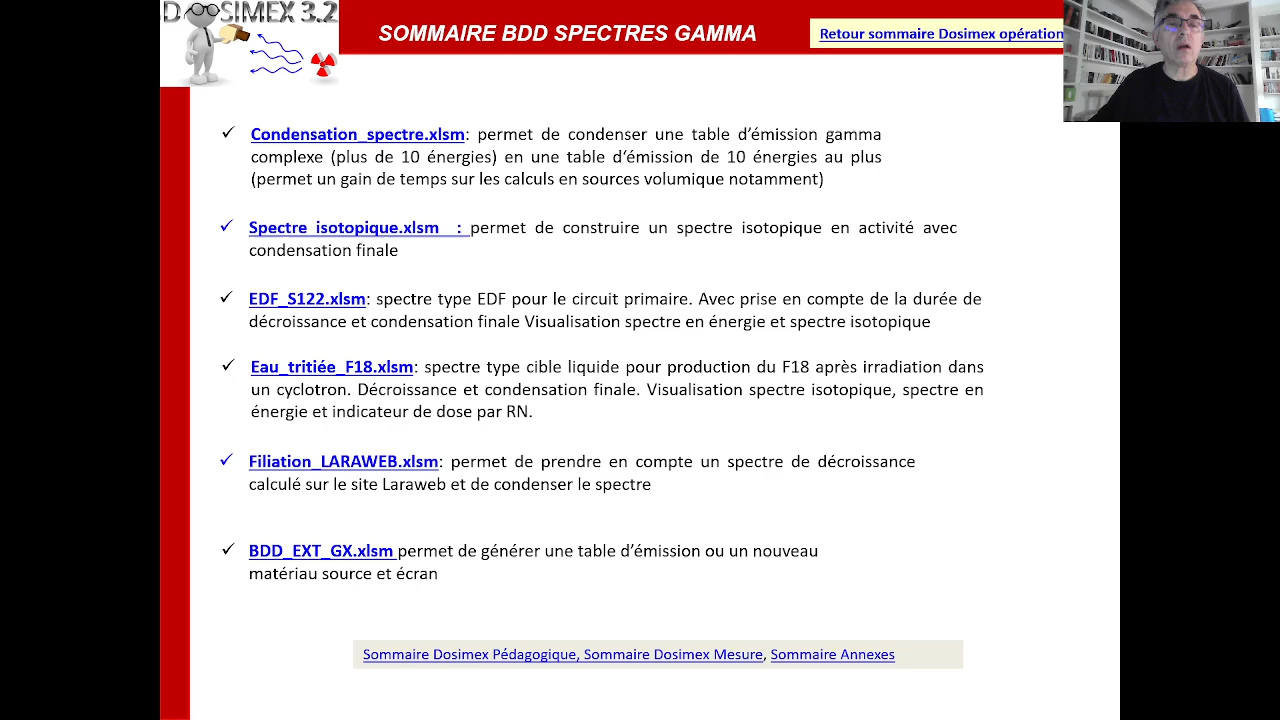 DOSIMEX 3.2
SOMMAIRE BDD SPECTRES GAMMA
Retour sommaire Dosimex opération
✓ Condensation_spectre.xlsm: permet de condenser une table d’émission gamma
complexe (plus de 10 énergies) en une table d‘émission de 10 énergies au plus
(permet un gain de temps sur les calculs en sources volumique notamment)
✓ Spectre isotopique.xlsm : permet de construire un spectre isotopique en activité avec
condensation finale
✓ EDF_S122.xlsm: spectre type EDF pour le circuit primaire. Avec prise en compte de la durée de
décroissance et condensation finale Visualisation spectre en énergie et spectre isotopique
✓ Eau_tritiée_F18.xlsm: spectre type cible liquide pour production du F18 après irradiation dans
un cyclotron. Décroissance et condensation finale. Visualisation spectre isotopique, spectre en
énergie et indicateur de dose par RN.
✓ Filiation_LARAWEB.xlsm: permet de prendre en compte un spectre de décroissance
calculé sur le site Laraweb et de condenser le spectre
✓ BDD_EXT_GX.xlsm permet de générer une table d’émission ou un nouveau
matériau source et écran
Sommaire Dosimex Pédagogique, Sommaire Dosimex Mesure, Sommaire Annexes